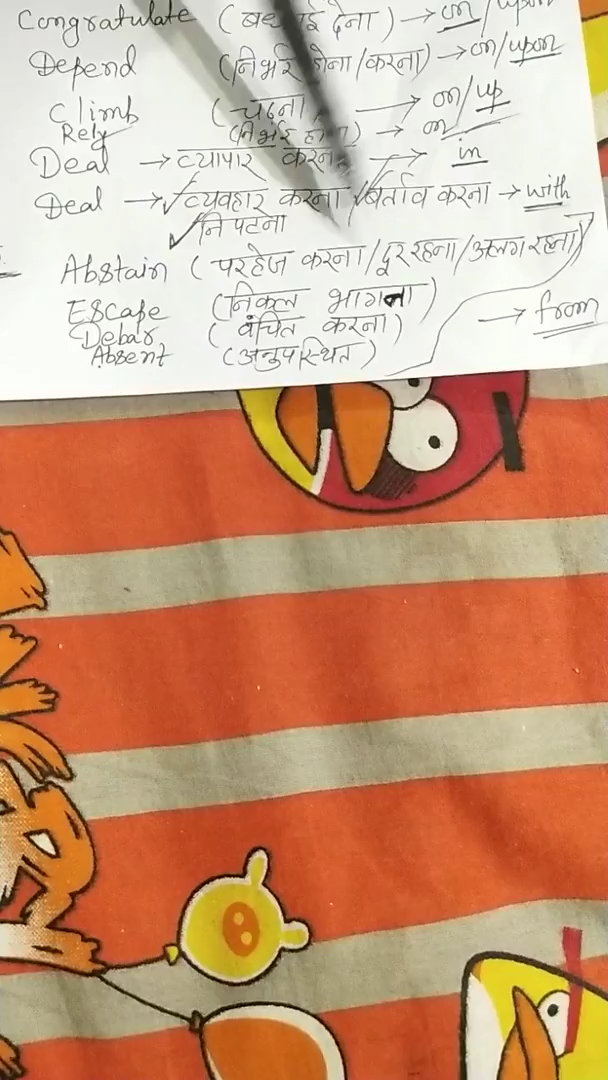 Congratulate (बधाई देना) → on/upon
Depend (निर्भर होना/करना) → on/upon
Climb (चढ़ना) → on/up
Rely (निर्भर होना) → on
Deal → व्यापार करना → in
Deal → ✓व्यवहार करना ✓बर्ताव करना → with
✓निपटना
Abstain (परहेज करना/दूर रहना/अलग रहना)
Escape (निकल भागना)
Debar (वंचित करना) → from
Absent (अनुपस्थित)